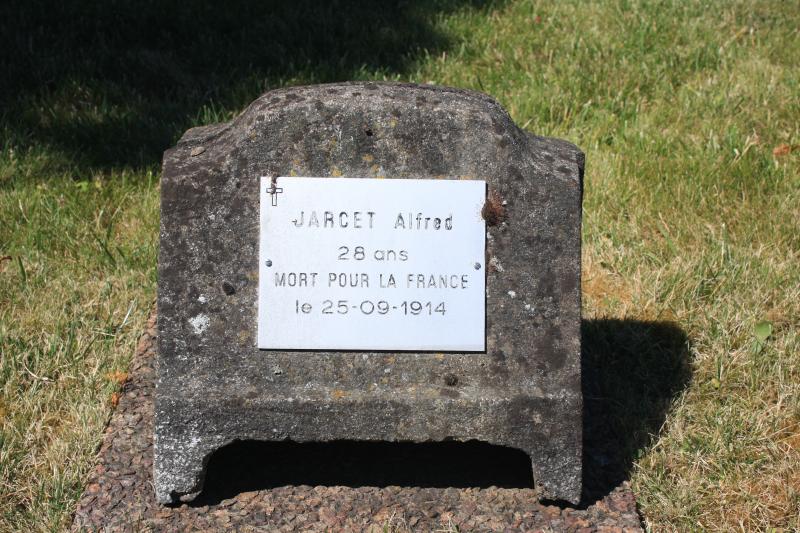 JARCET Alfred
28 ans
MORT POUR LA FRANCE
le 25-09-1914